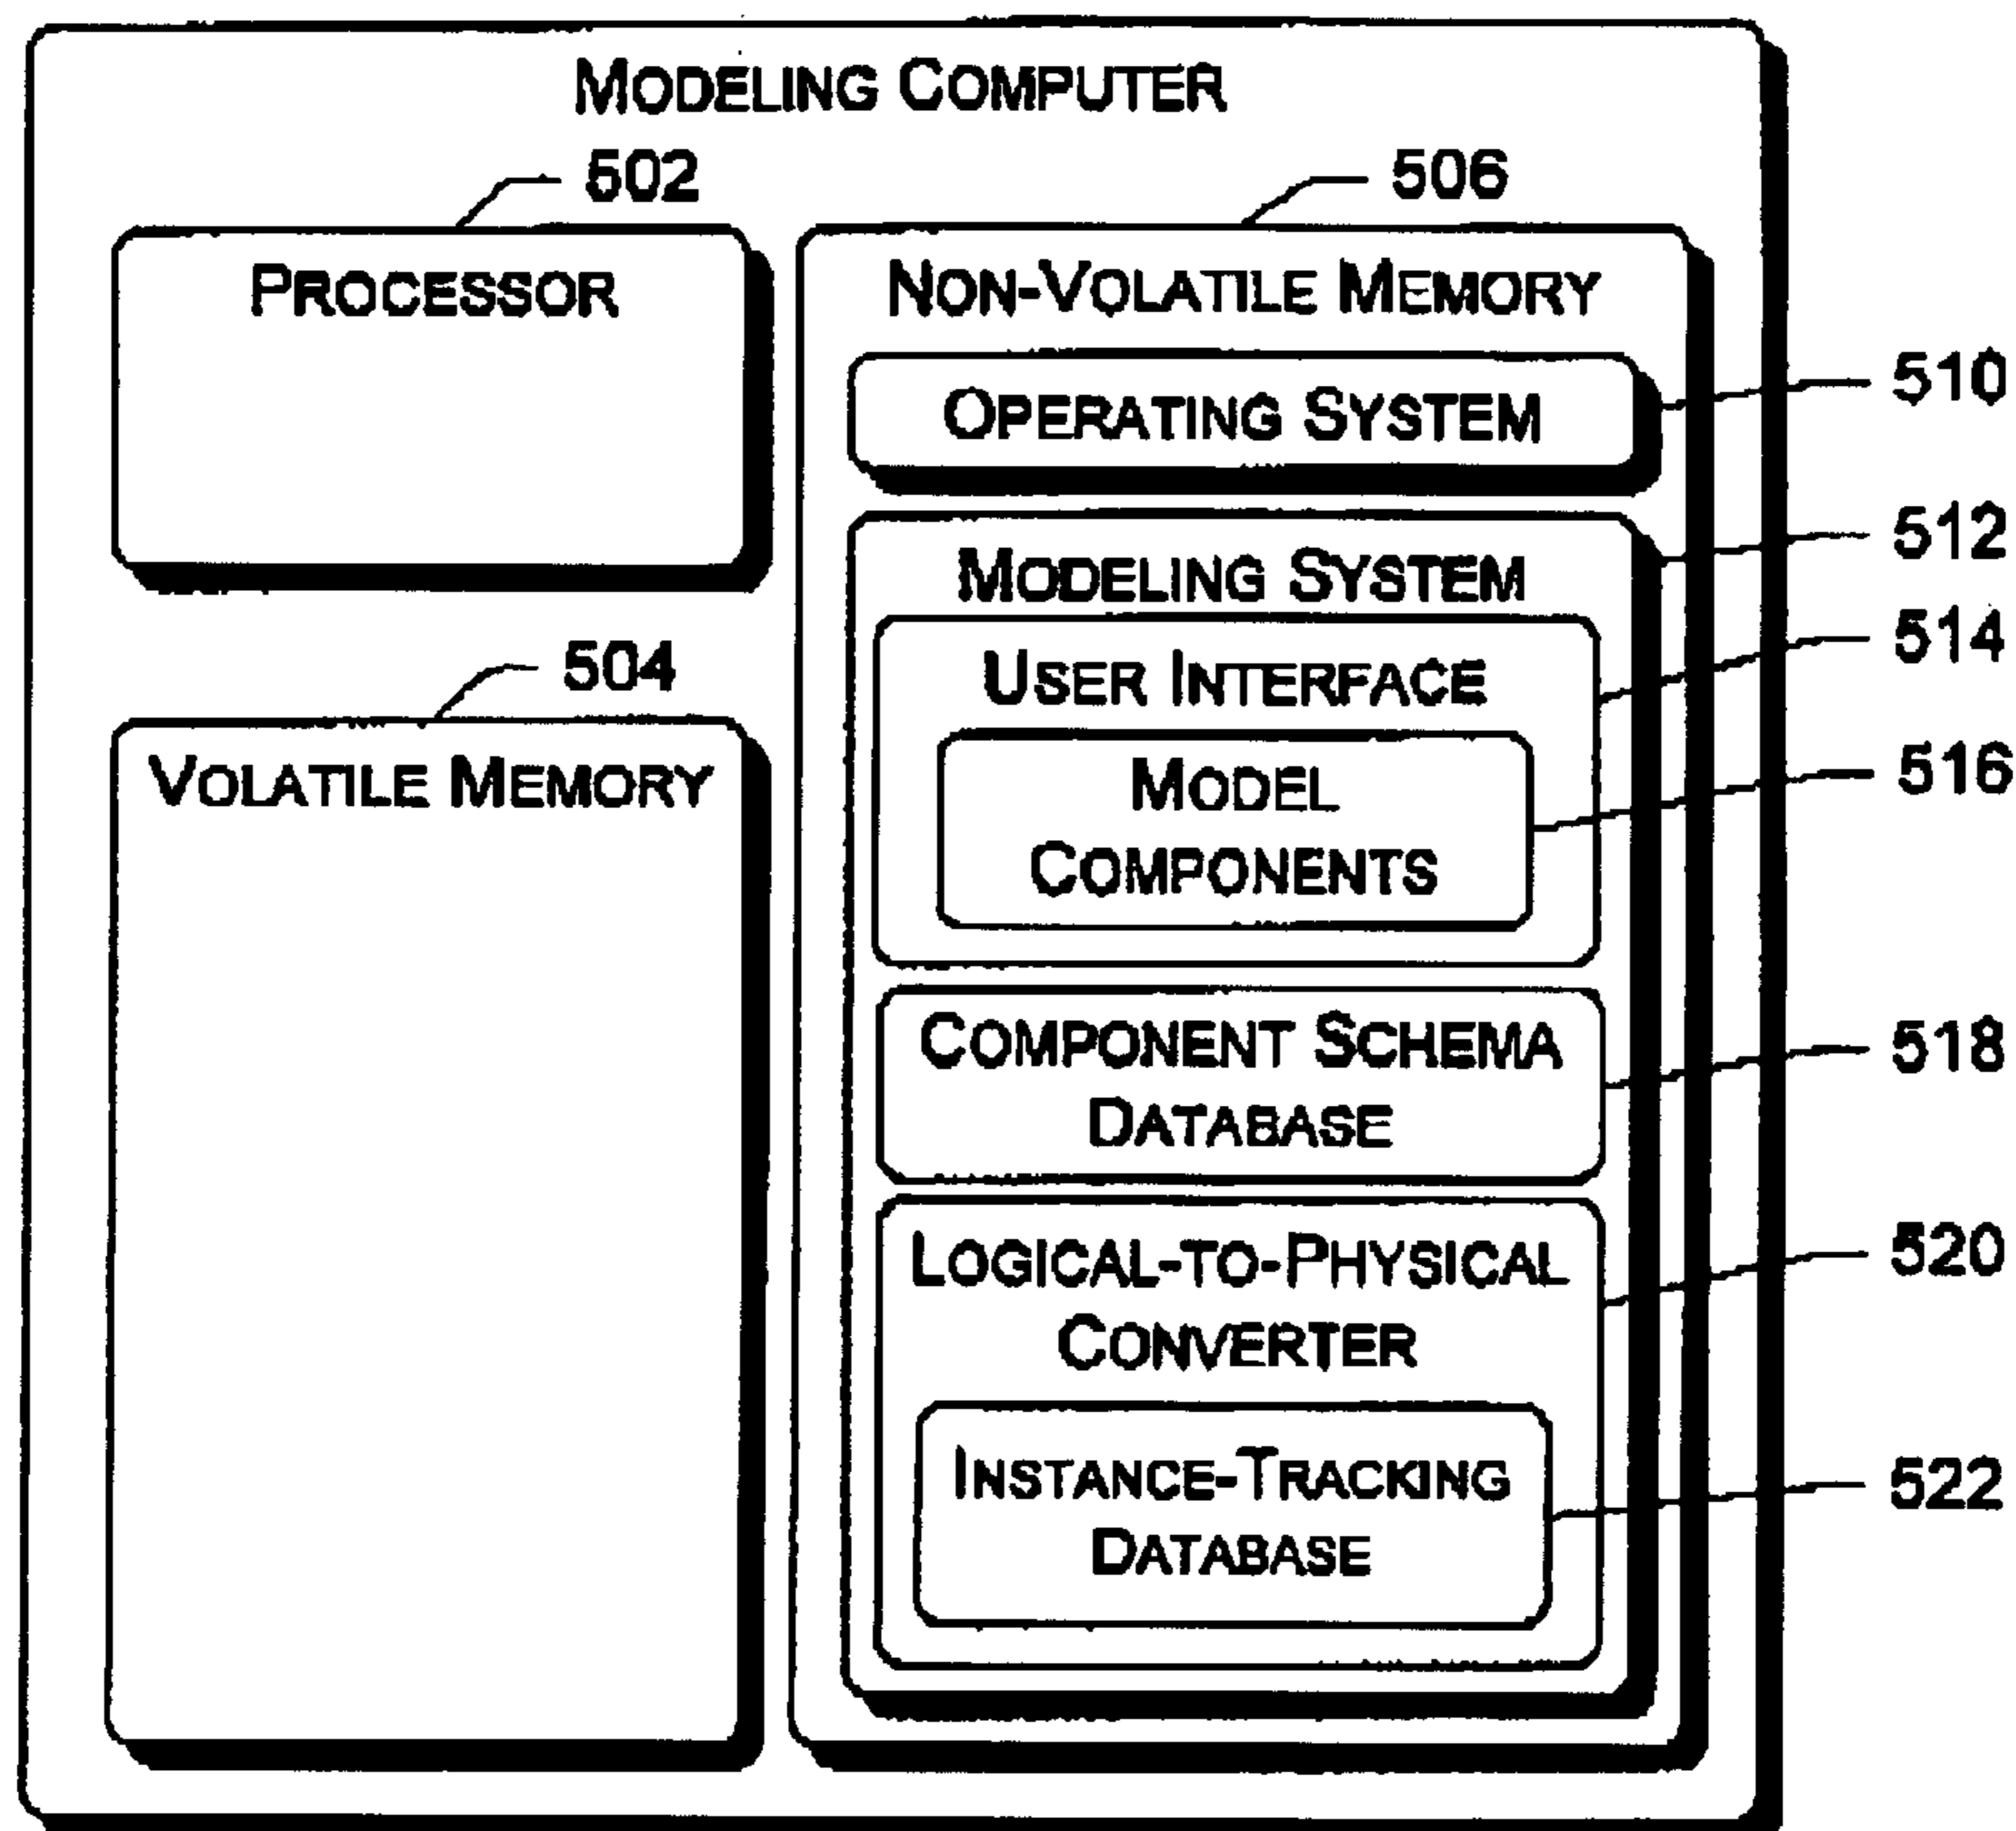 MODELING COMPUTER
502
506
PROCESSOR
NON-VOLATILE MEMORY
510
OPERATING SYSTEM
512
MODELING SYSTEM
514
USER INTERFACE
504
516
MODEL
COMPONENTS
VOLATILE MEMORY
518
COMPONENT SCHEMA
DATABASE
520
LOGICAL-TO-PHYSICAL
CONVERTER
522
INSTANCE-TRACKING
DATABASE